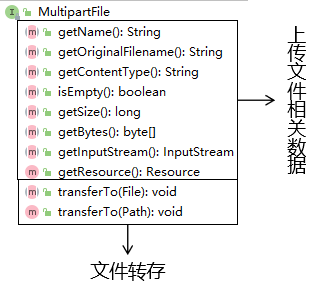 MultipartFile
getName(): String
getOriginalFilename(): String
getContentType(): String
isEmpty(): boolean
getSize(): long
getBytes(): byte[]
getInputStream(): InputStream
getResource(): Resource
transferTo(File): void
transferTo(Path): void
上传文件相关数据
文件转存